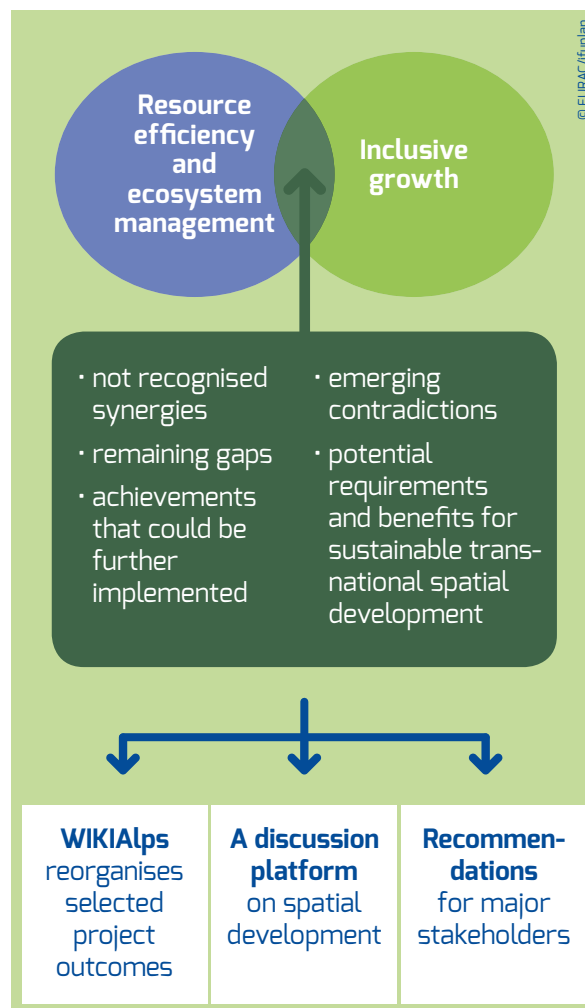 © EURAC/ifuplan
Resource
efficiency
and
ecosystem
management
Inclusive
growth
· not recognised
synergies
· remaining gaps
· achievements
that could be
further
implemented
· emerging
contradictions
· potential
requirements
and benefits for
sustainable trans-
national spatial
development
WIKIAlps
reorganises
selected
project
outcomes
A discussion
platform
on spatial
development
Recommen-
dations
for major
stakeholders